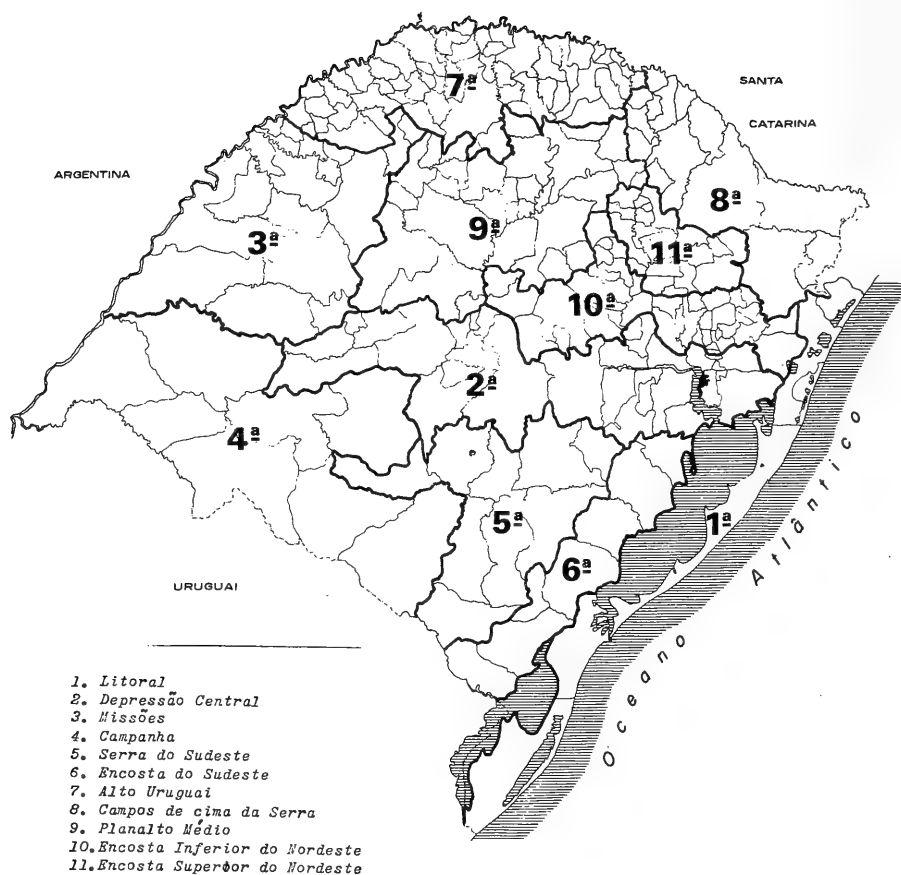 7ª
SANTA
CATARINA
ARGENTINA
8ª
9ª
3ª
11ª
10ª
2ª
4ª
1ª
5ª
6ª
Oceano Atlântico
URUGUAI
1. Litoral
2. Depressão Central
3. Missões
4. Campanha
5. Serra do Sudeste
6. Encosta do Sudeste
7. Alto Uruguai
8. Campos de cima da Serra
9. Planalto Médio
10.Encosta Inferior do Nordeste
11.Encosta Superior do Nordeste